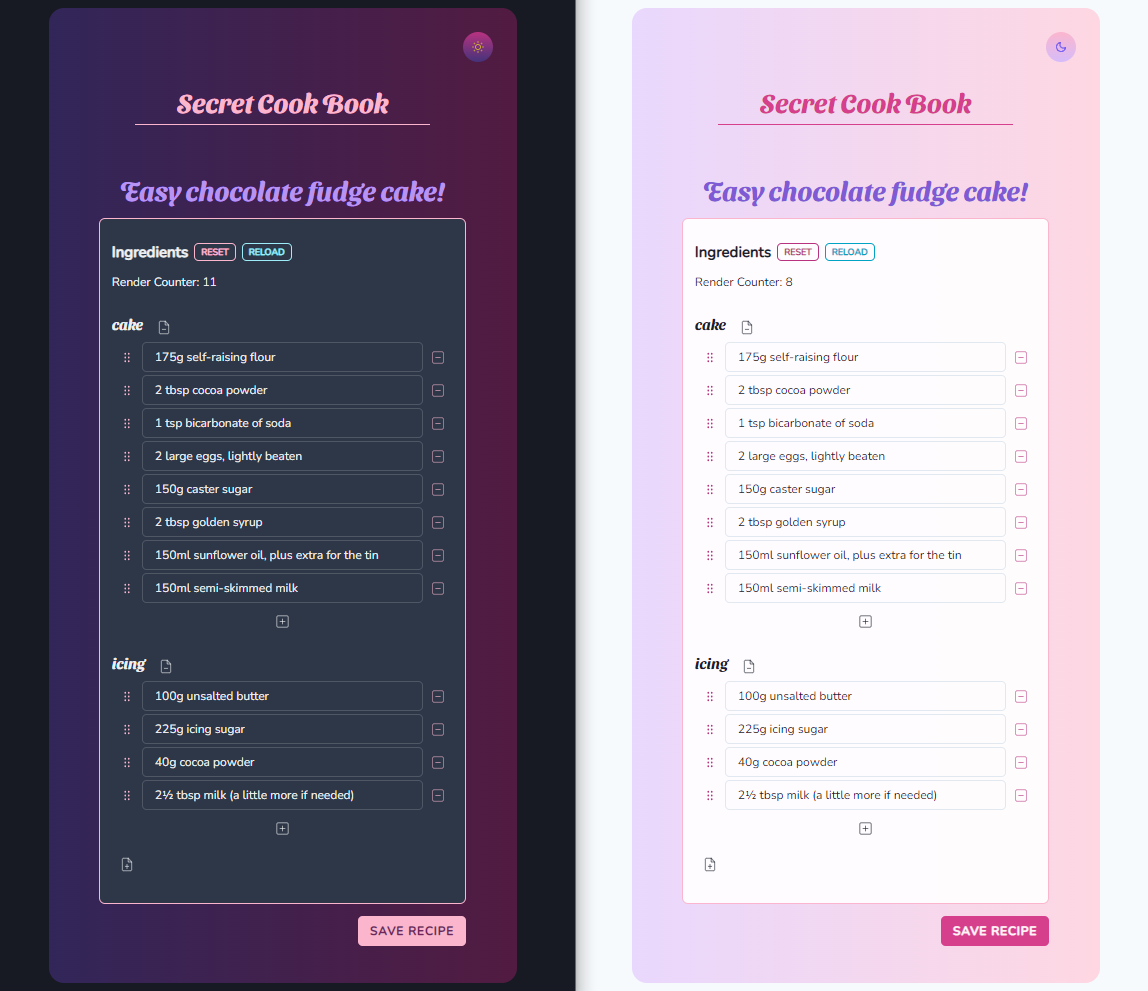 Secret Cook Book
Easy chocolate fudge cake!
Ingredients RESET RELOAD
Render Counter: 11
cake
175g self-raising flour
2 tbsp cocoa powder
1 tsp bicarbonate of soda
2 large eggs, lightly beaten
150g caster sugar
2 tbsp golden syrup
150ml sunflower oil, plus extra for the tin
150ml semi-skimmed milk
icing
100g unsalted butter
225g icing sugar
40g cocoa powder
2½ tbsp milk (a little more if needed)
SAVE RECIPE
Secret Cook Book
Easy chocolate fudge cake!
Ingredients RESET RELOAD
Render Counter: 8
cake
175g self-raising flour
2 tbsp cocoa powder
1 tsp bicarbonate of soda
2 large eggs, lightly beaten
150g caster sugar
2 tbsp golden syrup
150ml sunflower oil, plus extra for the tin
150ml semi-skimmed milk
icing
100g unsalted butter
225g icing sugar
40g cocoa powder
2½ tbsp milk (a little more if needed)
SAVE RECIPE